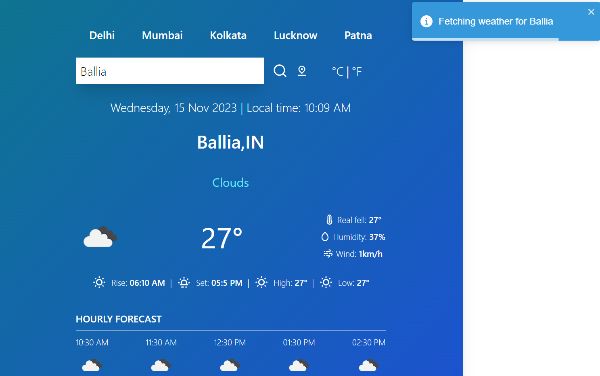 Fetching weather for Ballia
Delhi Mumbai Kolkata Lucknow Patna
Ballia °C | °F
Wednesday, 15 Nov 2023 | Local time: 10:09 AM
Ballia,IN
Clouds
27°
Real fell: 27°
Humidity: 37%
Wind: 1km/h
Rise: 06:10 AM | Set: 05:5 PM | High: 27° | Low: 27°
HOURLY FORECAST
10:30 AM 11:30 AM 12:30 PM 01:30 PM 02:30 PM